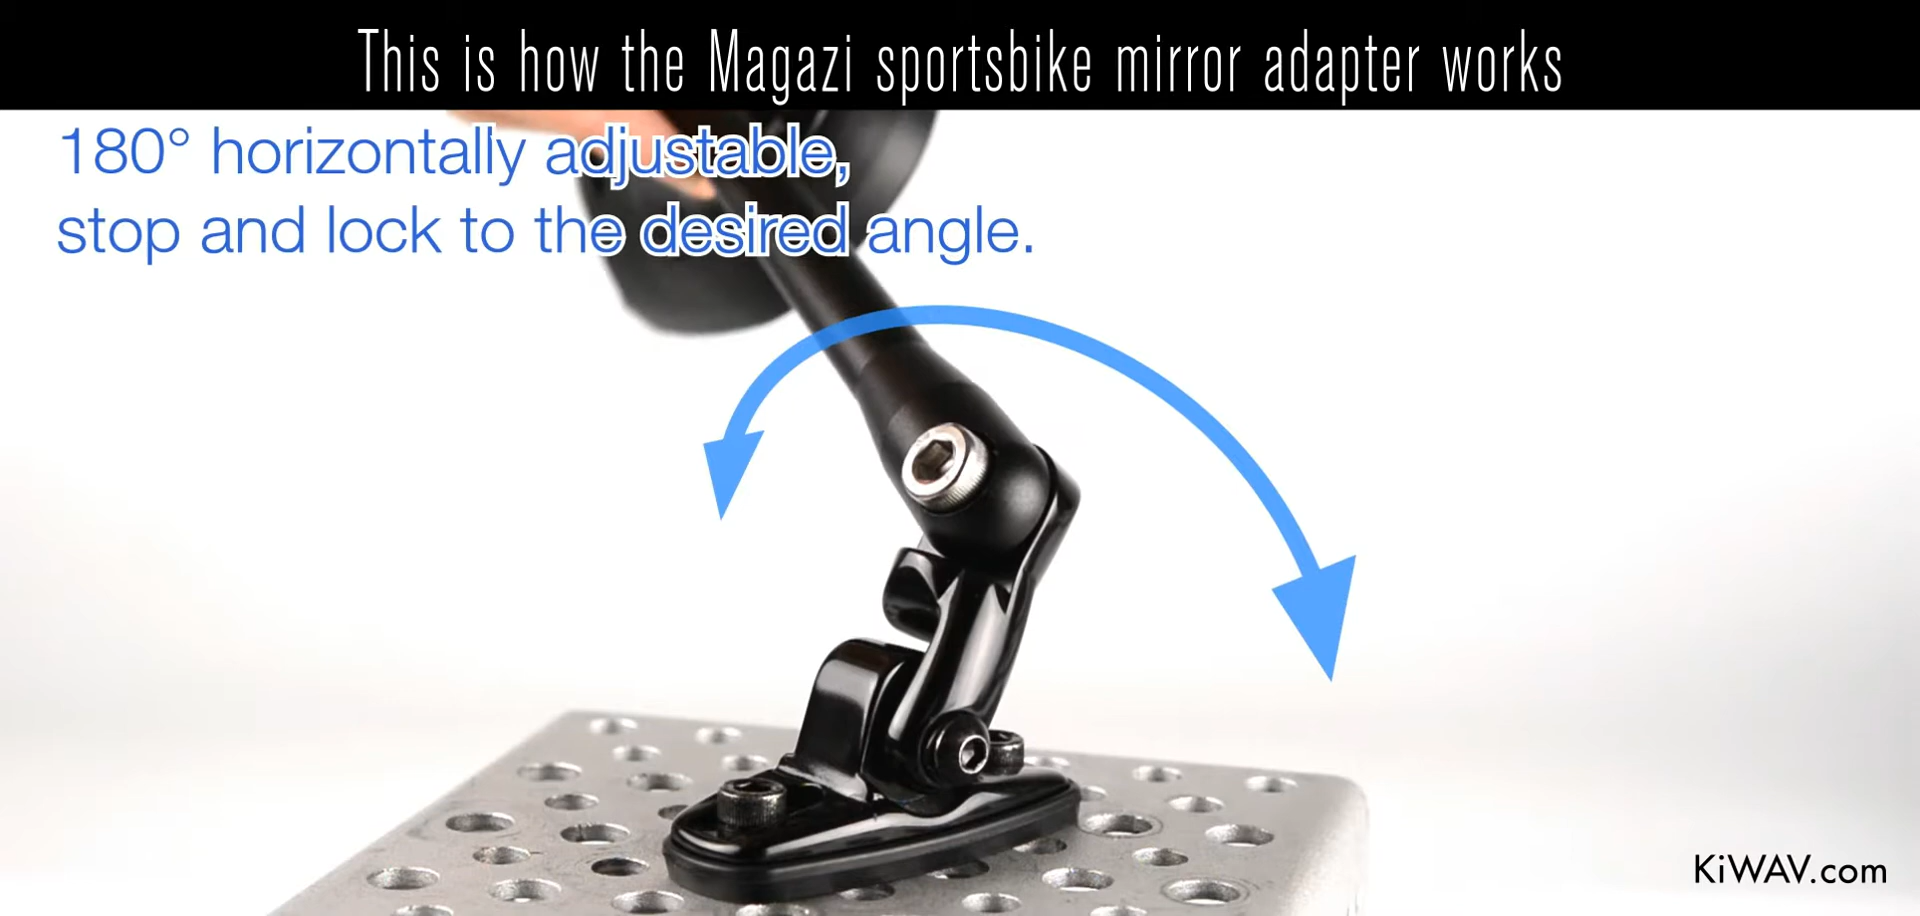 This is how the Magazi sportsbike mirror adapter works
180° horizontally adjustable,
stop and lock to the desired angle.
KiWAV.com